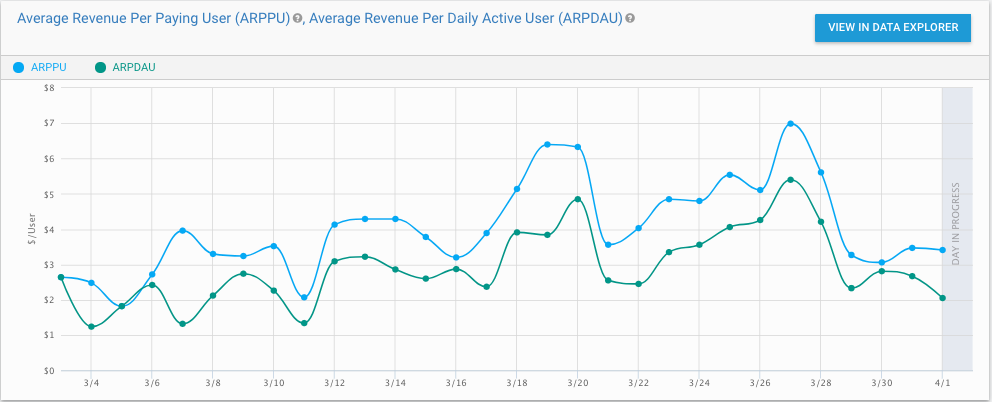 Average Revenue Per Paying User (ARPPU) ?, Average Revenue Per Daily Active User (ARPDAU) ?
VIEW IN DATA EXPLORER
ARPPU ARPDAU
$8
$7
$6
$5
$4
$3
$2
$1
$0
$/User
DAY IN PROGRESS
3/4 3/6 3/8 3/10 3/12 3/14 3/16 3/18 3/20 3/22 3/24 3/26 3/28 3/30 4/1